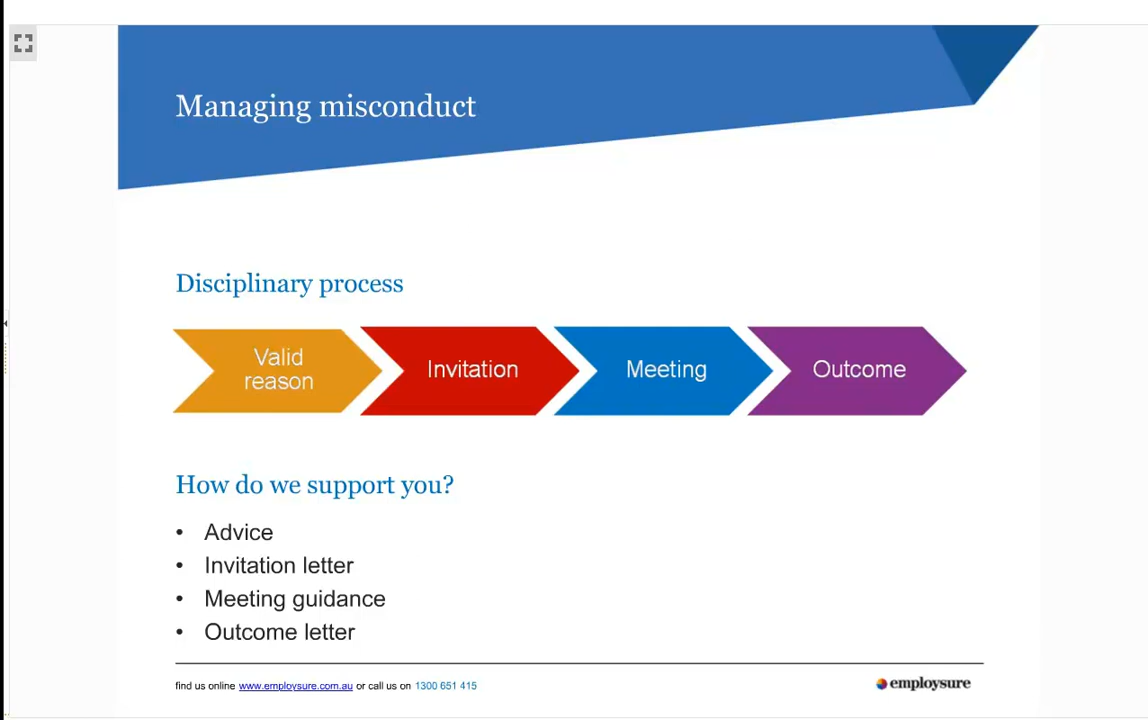 Managing misconduct
Disciplinary process
Valid
reason
Invitation
Meeting
Outcome
How do we support you?
• Advice
• Invitation letter
• Meeting guidance
• Outcome letter
find us online www.employsure.com.au or call us on 1300 651 415
employsure